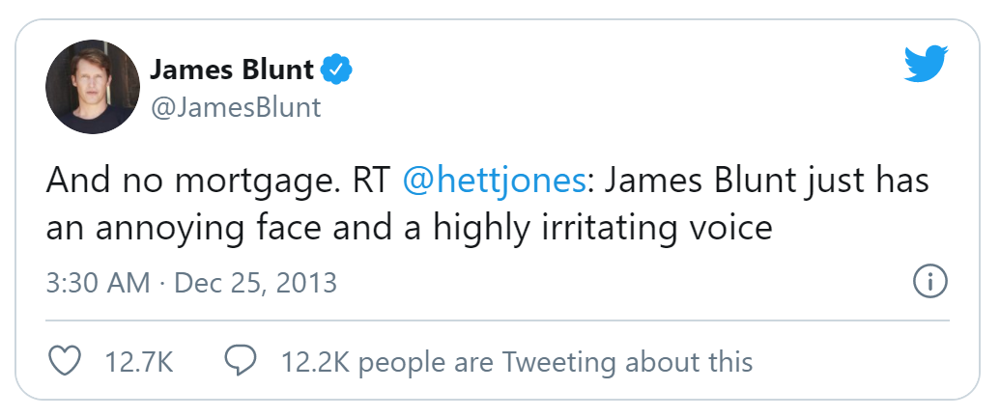 James Blunt
@JamesBlunt
And no mortgage. RT @hettjones: James Blunt just has
an annoying face and a highly irritating voice
3:30 AM · Dec 25, 2013
12.7K 12.2K people are Tweeting about this